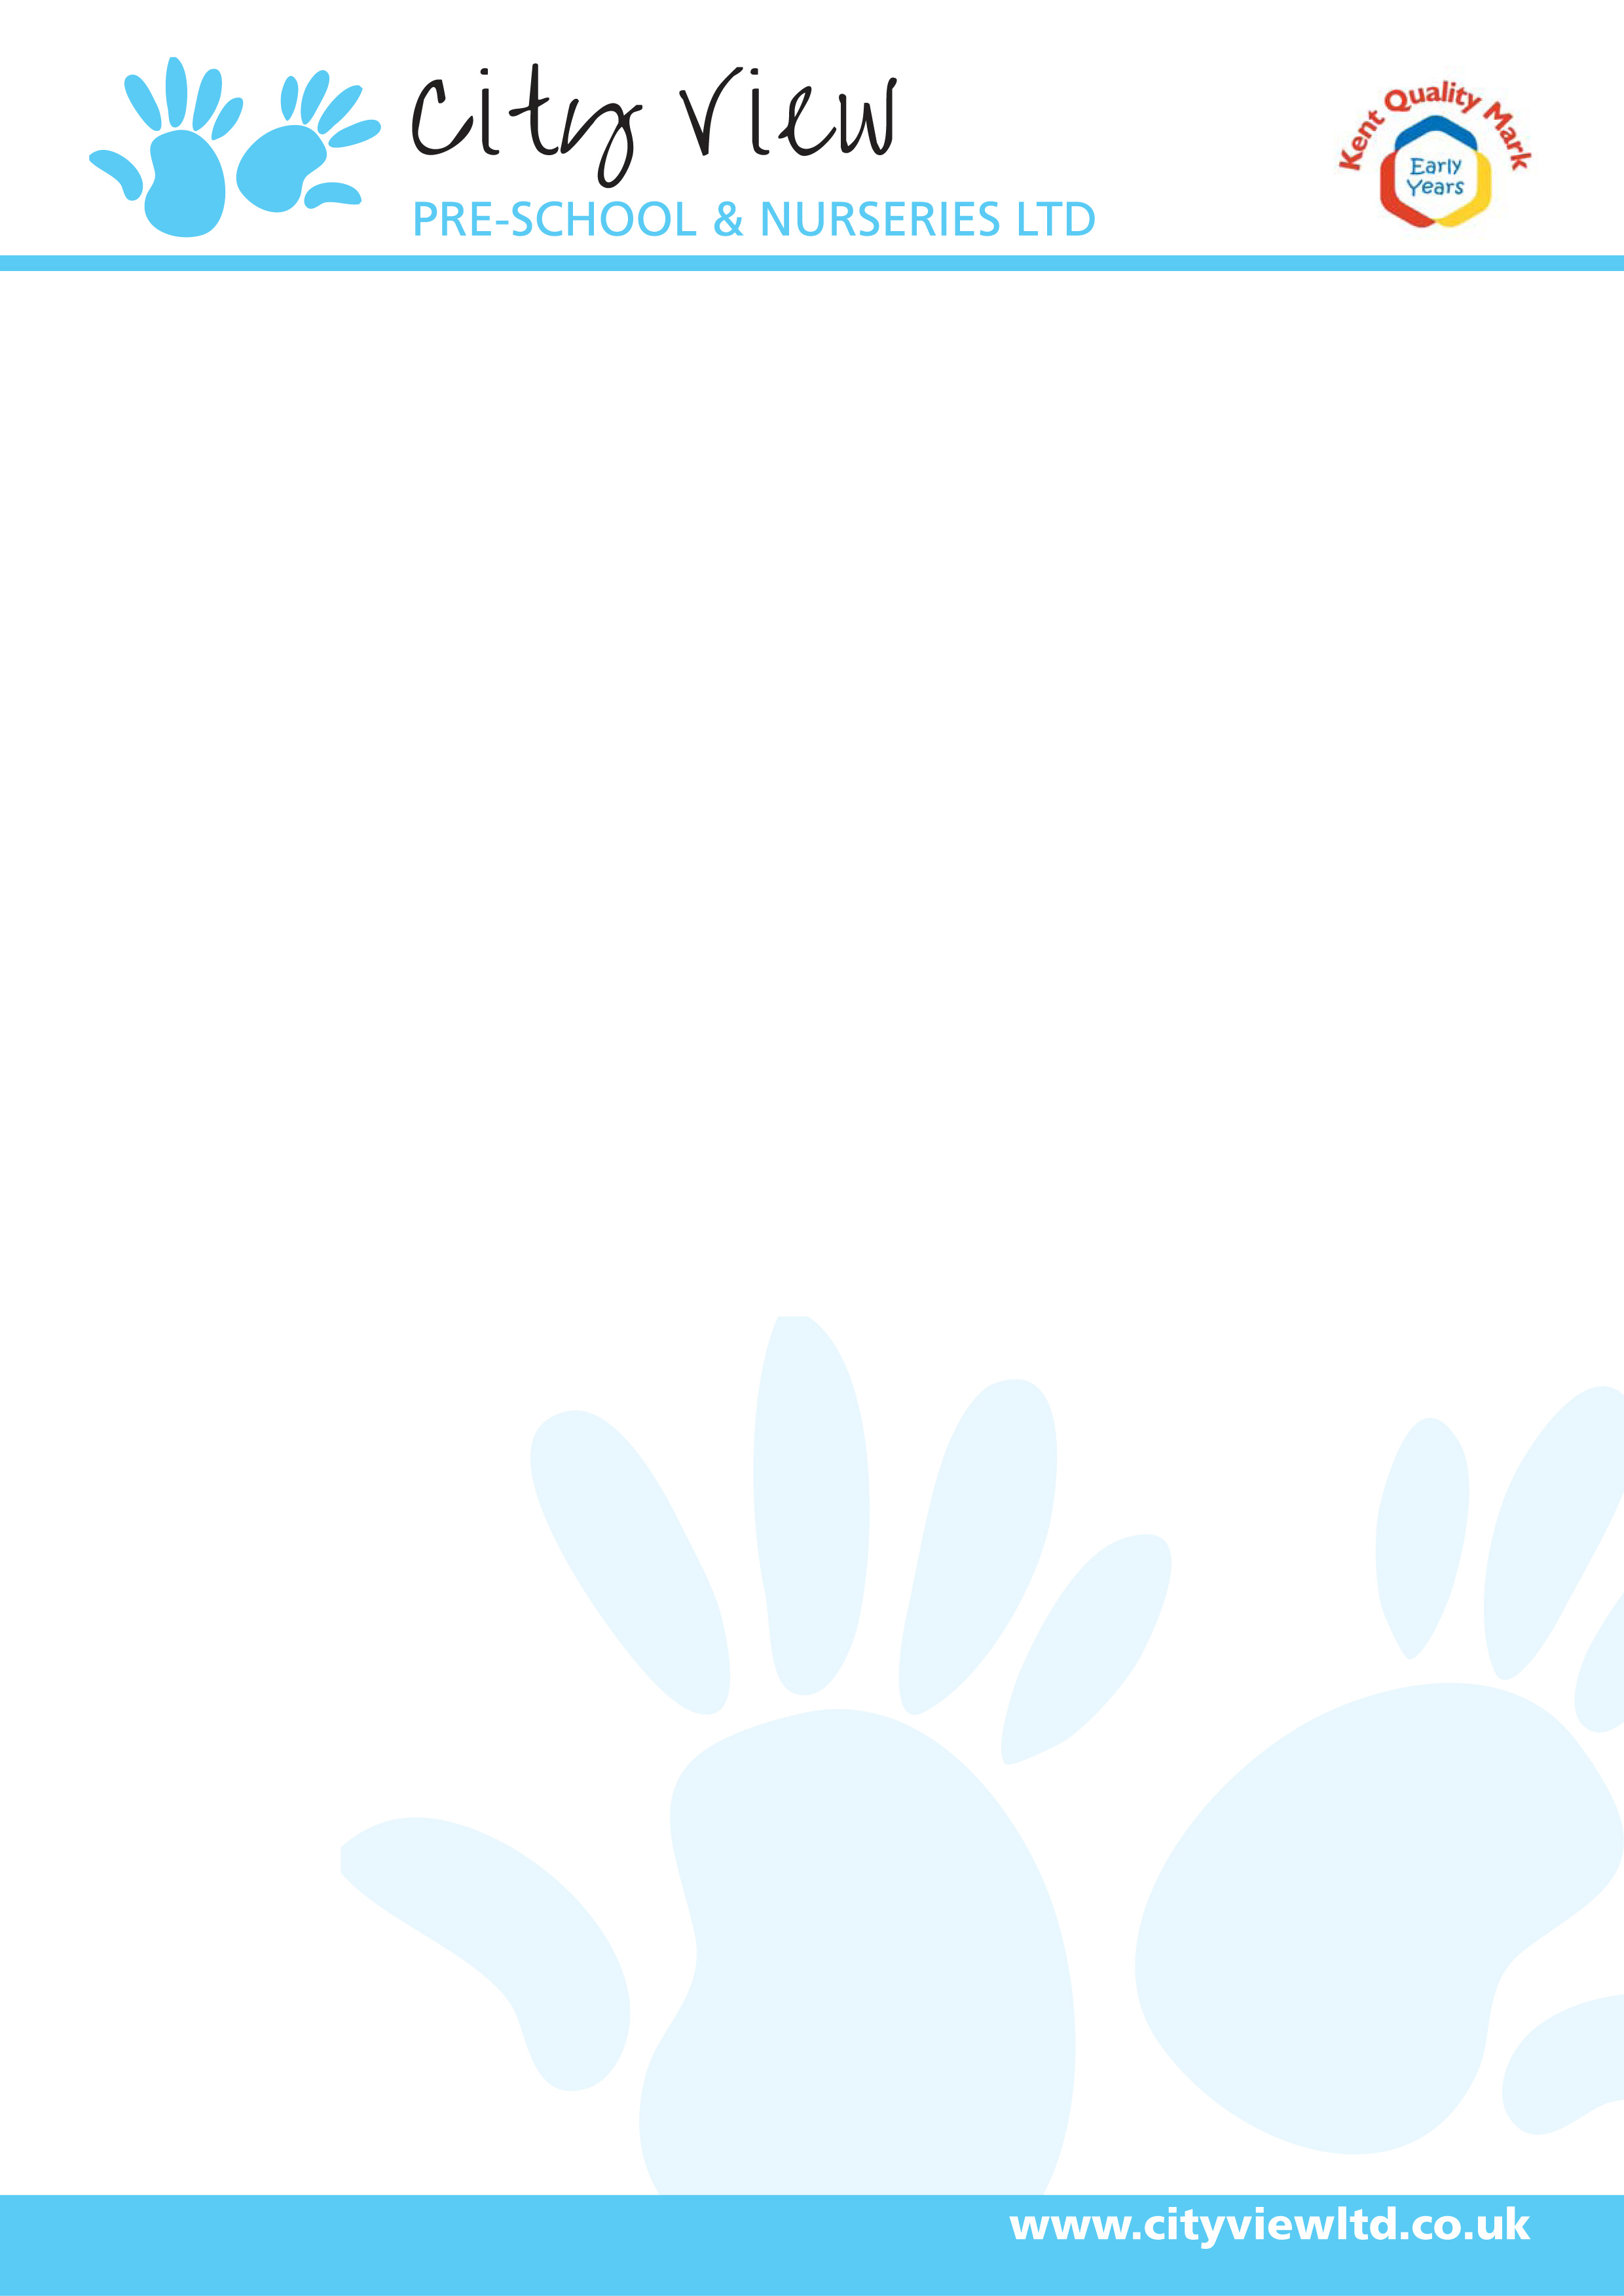 City View
PRE-SCHOOL & NURSERIES LTD
Kent Quality Mark
Early
Years
www.cityviewltd.co.uk